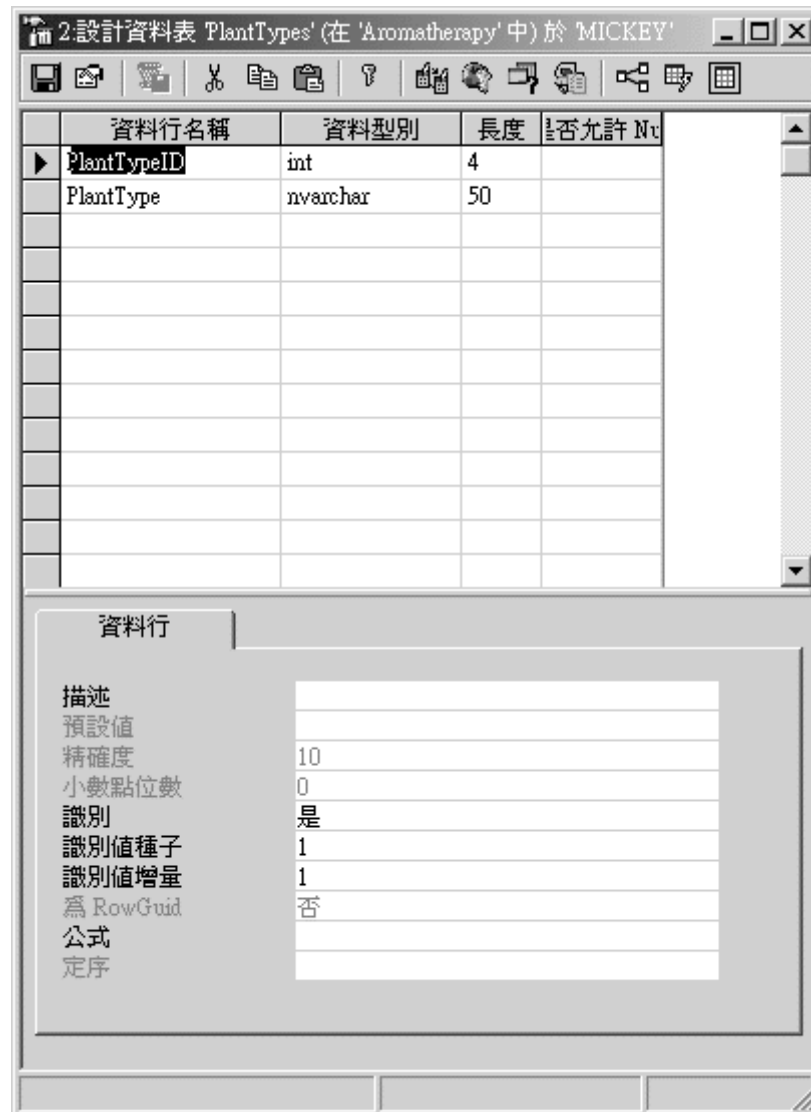 2:設計資料表 'PlantTypes' (在 'Aromatherapy' 中) 於 'MICKEY'
資料行名稱 資料型別 長度 是否允許 Nu
PlantTypeID int 4
PlantType nvarchar 50
資料行
描述
預設值
精確度 10
小數點位數 0
識別 是
識別值種子 1
識別值增量 1
為 RowGuid 否
公式
定序